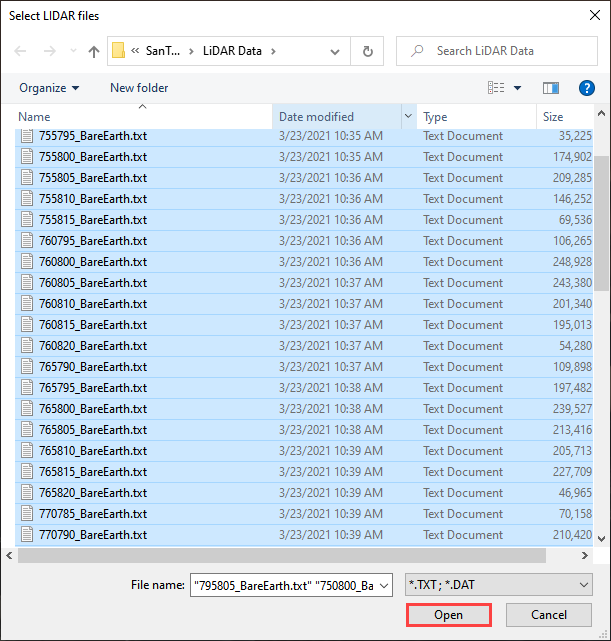 Select LIDAR files
« SanT... › LiDAR Data › Search LiDAR Data
Organize New folder ?
Name Date modified Type Size
755795_BareEarth.txt 3/23/2021 10:35 AM Text Document 35,225
755800_BareEarth.txt 3/23/2021 10:35 AM Text Document 174,902
755805_BareEarth.txt 3/23/2021 10:36 AM Text Document 209,285
755810_BareEarth.txt 3/23/2021 10:36 AM Text Document 146,252
755815_BareEarth.txt 3/23/2021 10:36 AM Text Document 69,536
760795_BareEarth.txt 3/23/2021 10:36 AM Text Document 106,265
760800_BareEarth.txt 3/23/2021 10:36 AM Text Document 248,928
760805_BareEarth.txt 3/23/2021 10:37 AM Text Document 243,380
760810_BareEarth.txt 3/23/2021 10:37 AM Text Document 201,340
760815_BareEarth.txt 3/23/2021 10:37 AM Text Document 195,013
760820_BareEarth.txt 3/23/2021 10:37 AM Text Document 54,280
765790_BareEarth.txt 3/23/2021 10:37 AM Text Document 109,898
765795_BareEarth.txt 3/23/2021 10:38 AM Text Document 197,482
765800_BareEarth.txt 3/23/2021 10:38 AM Text Document 239,527
765805_BareEarth.txt 3/23/2021 10:38 AM Text Document 213,416
765810_BareEarth.txt 3/23/2021 10:39 AM Text Document 205,713
765815_BareEarth.txt 3/23/2021 10:39 AM Text Document 227,709
765820_BareEarth.txt 3/23/2021 10:39 AM Text Document 46,965
770785_BareEarth.txt 3/23/2021 10:39 AM Text Document 70,158
770790_BareEarth.txt 3/23/2021 10:39 AM Text Document 210,420
File name: "795805_BareEarth.txt" "750800_Ba *.TXT; *.DAT
Open Cancel